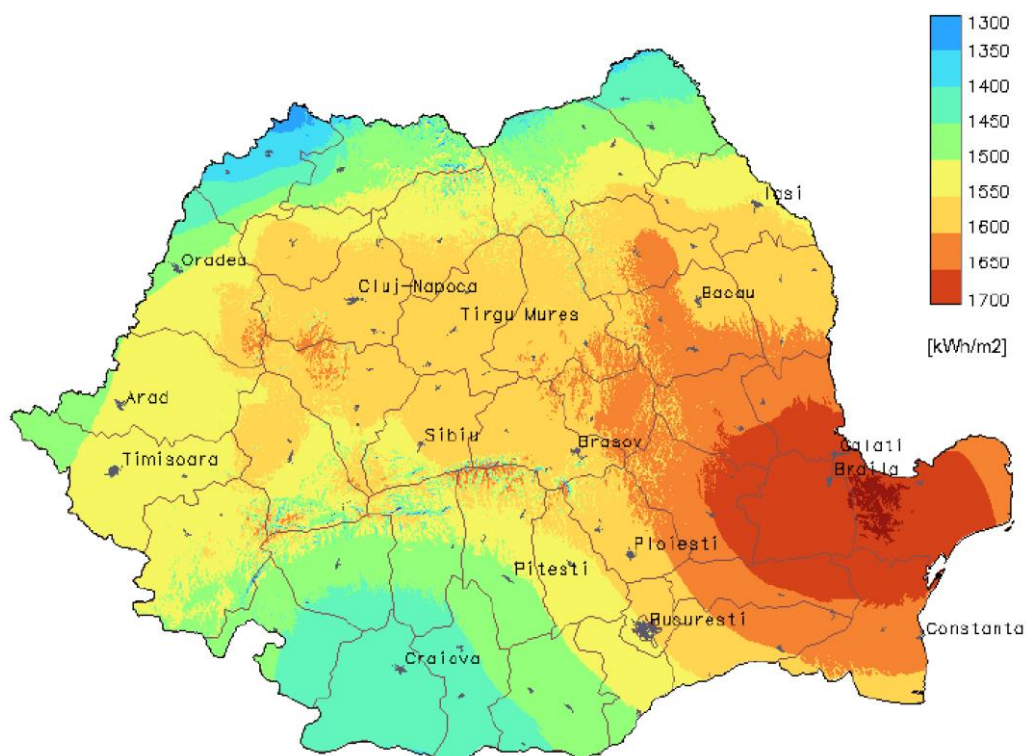 1300
1350
1400
1450
1500
1550
1600
1650
1700
[kWh/m2]
Iasi
Oradea
Cluj-Napoca
Bacau
Tirgu Mures
Arad
Sibiu
Brasov
Galati
Timisoara
Braila
Ploiesti
Pitesti
Bucuresti
Constanta
Craiova